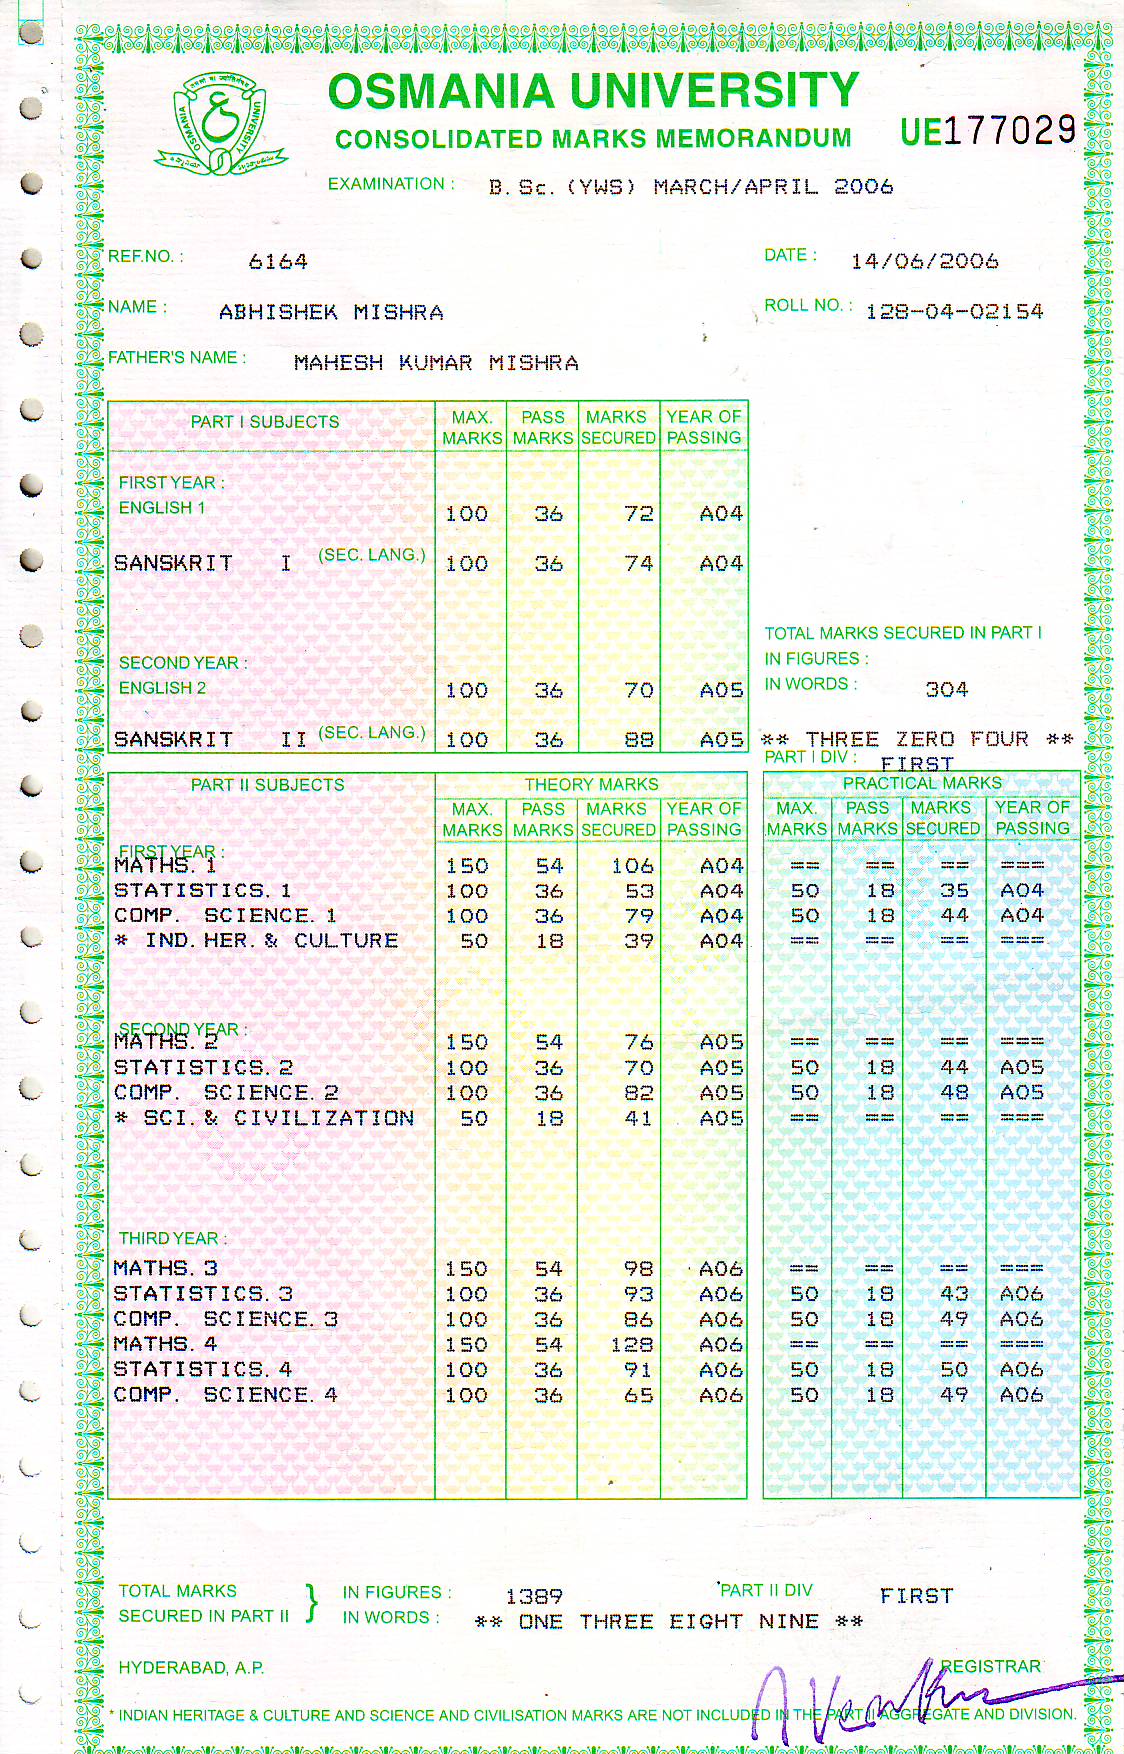 OSMANIA UNIVERSITY
CONSOLIDATED MARKS MEMORANDUM UE177029
OSMANIA UNIVERSITY
EXAMINATION : B.Sc.(YWS) MARCH/APRIL 2006
REF.NO. : 6164 DATE : 14/06/2006
NAME : ABHISHEK MISHRA ROLL NO. : 128-04-02154
FATHER'S NAME : MAHESH KUMAR MISHRA
PART I SUBJECTS MAX. MARKS PASS MARKS MARKS SECURED YEAR OF PASSING
FIRST YEAR :
ENGLISH 1 100 36 72 A04
SANSKRIT I (SEC. LANG.) 100 36 74 A04
TOTAL MARKS SECURED IN PART I
SECOND YEAR : IN FIGURES :
ENGLISH 2 100 36 70 A05 IN WORDS : 304
SANSKRIT II (SEC. LANG.) 100 36 88 A05 ** THREE ZERO FOUR **
PART I DIV : FIRST
PART II SUBJECTS THEORY MARKS PRACTICAL MARKS
MAX. MARKS PASS MARKS MARKS SECURED YEAR OF PASSING MAX. MARKS PASS MARKS MARKS SECURED YEAR OF PASSING
FIRST YEAR :
MATHS. 1 150 54 106 A04 == == == ===
STATISTICS. 1 100 36 53 A04 50 18 35 A04
COMP. SCIENCE. 1 100 36 79 A04 50 18 44 A04
* IND. HER. & CULTURE 50 18 39 A04 == == == ===
SECOND YEAR :
MATHS. 2 150 54 76 A05 == == == ===
STATISTICS. 2 100 36 70 A05 50 18 44 A05
COMP. SCIENCE. 2 100 36 82 A05 50 18 48 A05
* SCI. & CIVILIZATION 50 18 41 A05 == == == ===
THIRD YEAR :
MATHS. 3 150 54 98 A06 == == == ===
STATISTICS. 3 100 36 93 A06 50 18 43 A06
COMP. SCIENCE. 3 100 36 86 A06 50 18 49 A06
MATHS. 4 150 54 128 A06 == == == ===
STATISTICS. 4 100 36 91 A06 50 18 50 A06
COMP. SCIENCE. 4 100 36 65 A06 50 18 49 A06
TOTAL MARKS SECURED IN PART II } IN FIGURES : 1389 PART II DIV FIRST
IN WORDS : ** ONE THREE EIGHT NINE **
HYDERABAD, A.P. REGISTRAR
* INDIAN HERITAGE & CULTURE AND SCIENCE AND CIVILISATION MARKS ARE NOT INCLUDED IN THE PART II AGGREGATE AND DIVISION.